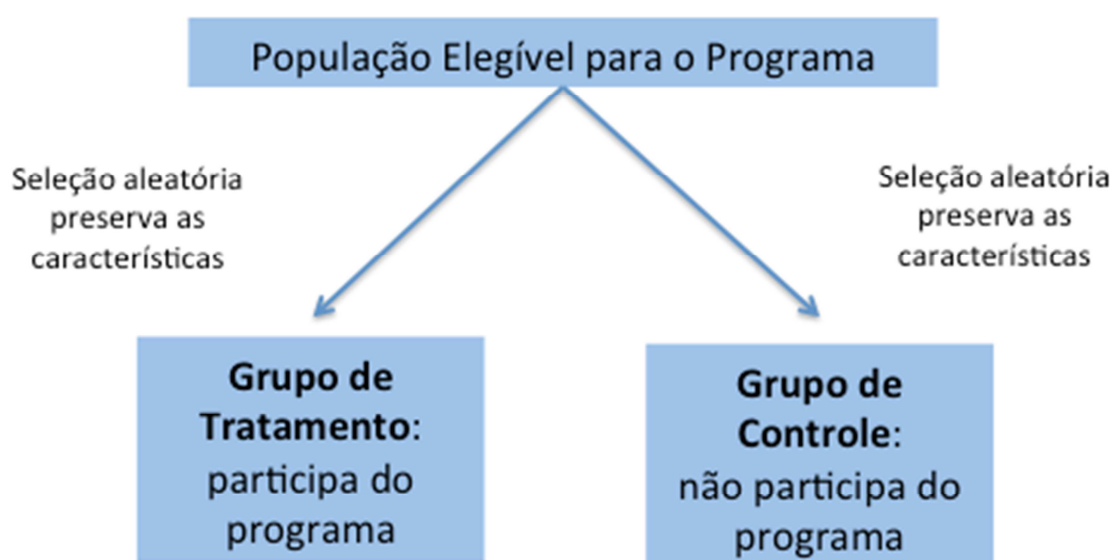 População Elegível para o Programa
Seleção aleatória
preserva as
características
Seleção aleatória
preserva as
características
Grupo de
Tratamento:
participa do
programa
Grupo de
Controle:
não participa do
programa